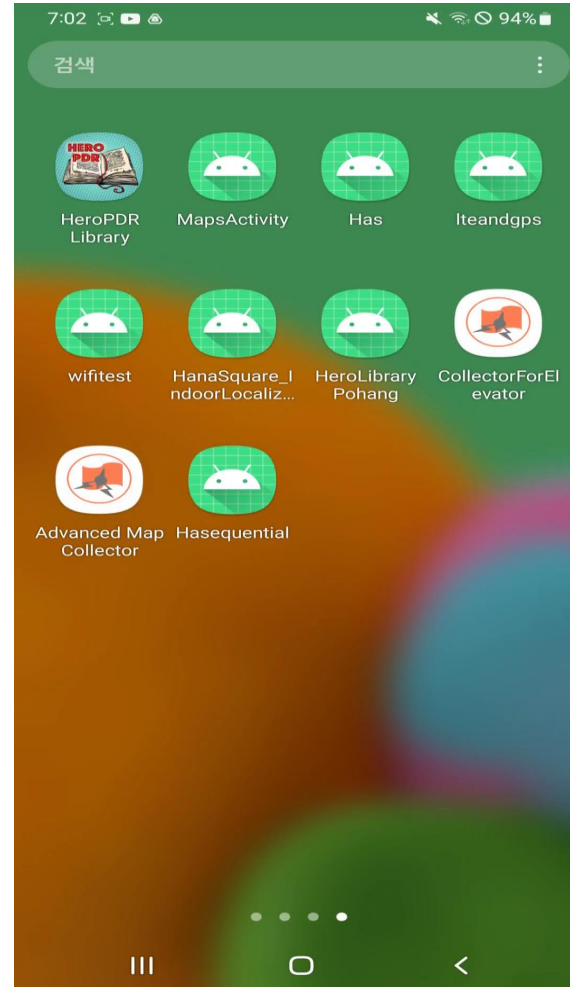 7:02
94%
검색
HERO
PDR
HeroPDR
Library
MapsActivity
Has
lteandgps
wifitest
HanaSquare_I
ndoorLocaliz...
HeroLibrary
Pohang
CollectorForEl
evator
Advanced Map
Collector
Hasequential